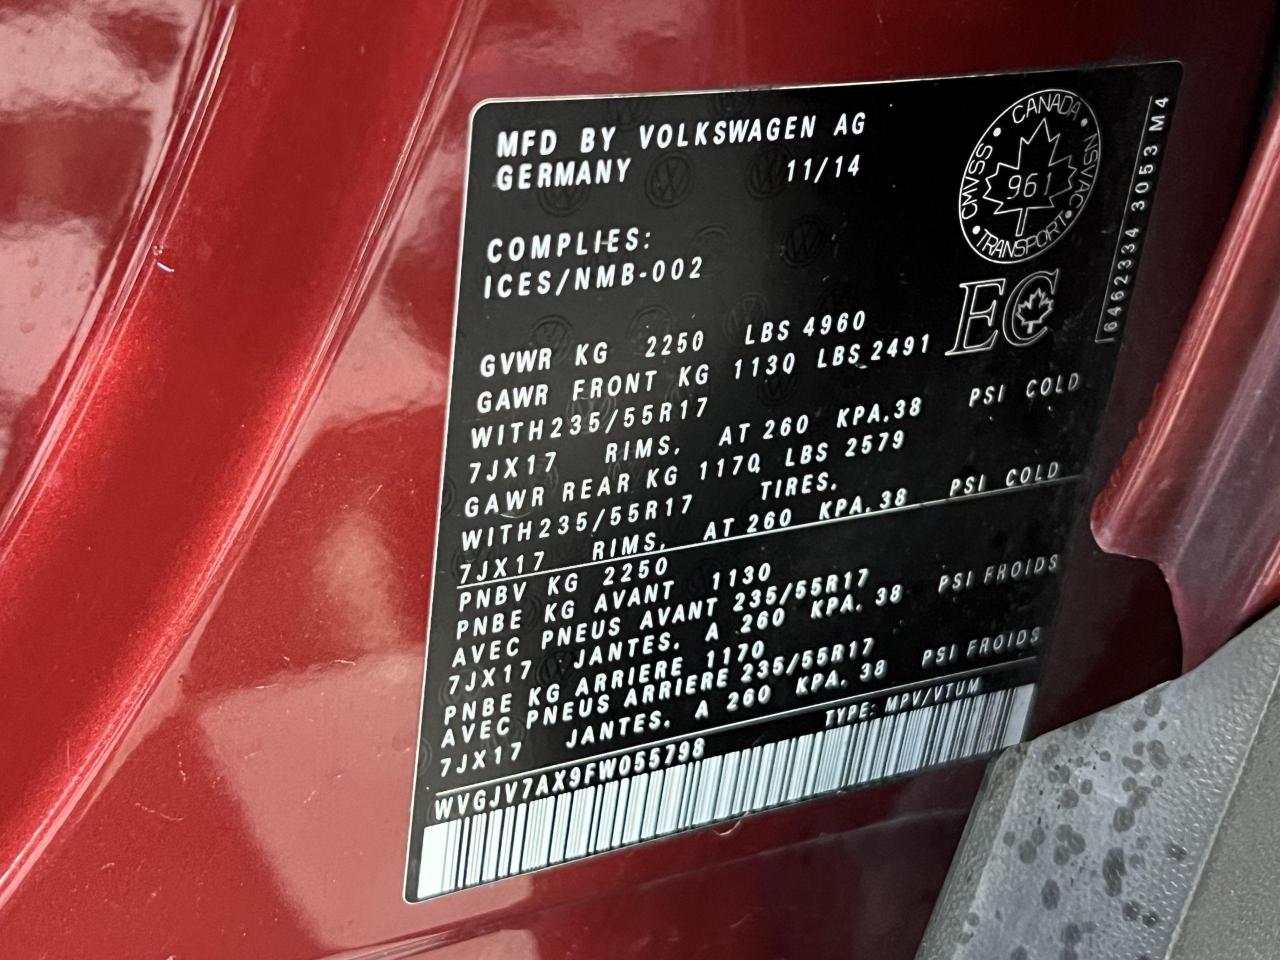 MFD BY VOLKSWAGEN AG
GERMANY 11/14
COMPLIES:
ICES/NMB-002
GVWR KG 2250 LBS 4960
GAWR FRONT KG 1130 LBS 2491
WITH 235/55R17
7JX17 RIMS, AT 260 KPA.38 PSI COLD
GAWR REAR KG 1170 LBS 2579
WITH 235/55R17 TIRES.
7JX17 RIMS, AT 260 KPA.38 PSI COLD
PNBV KG 2250
PNBE KG AVANT 1130
AVEC PNEUS AVANT 235/55R17
7JX17 JANTES. A 260 KPA. 38 PSI FROIDS
PNBE KG ARRIERE 1170
AVEC PNEUS ARRIERE 235/55R17
7JX17 JANTES. A 260 KPA. 38 PSI FROIDS
WVGJV7AX9FW055798 TYPE: MPV/VTUM
CANADA • NSVAC • TRANSPORT • CMVSS •
961
EC
6462334 3053 M4